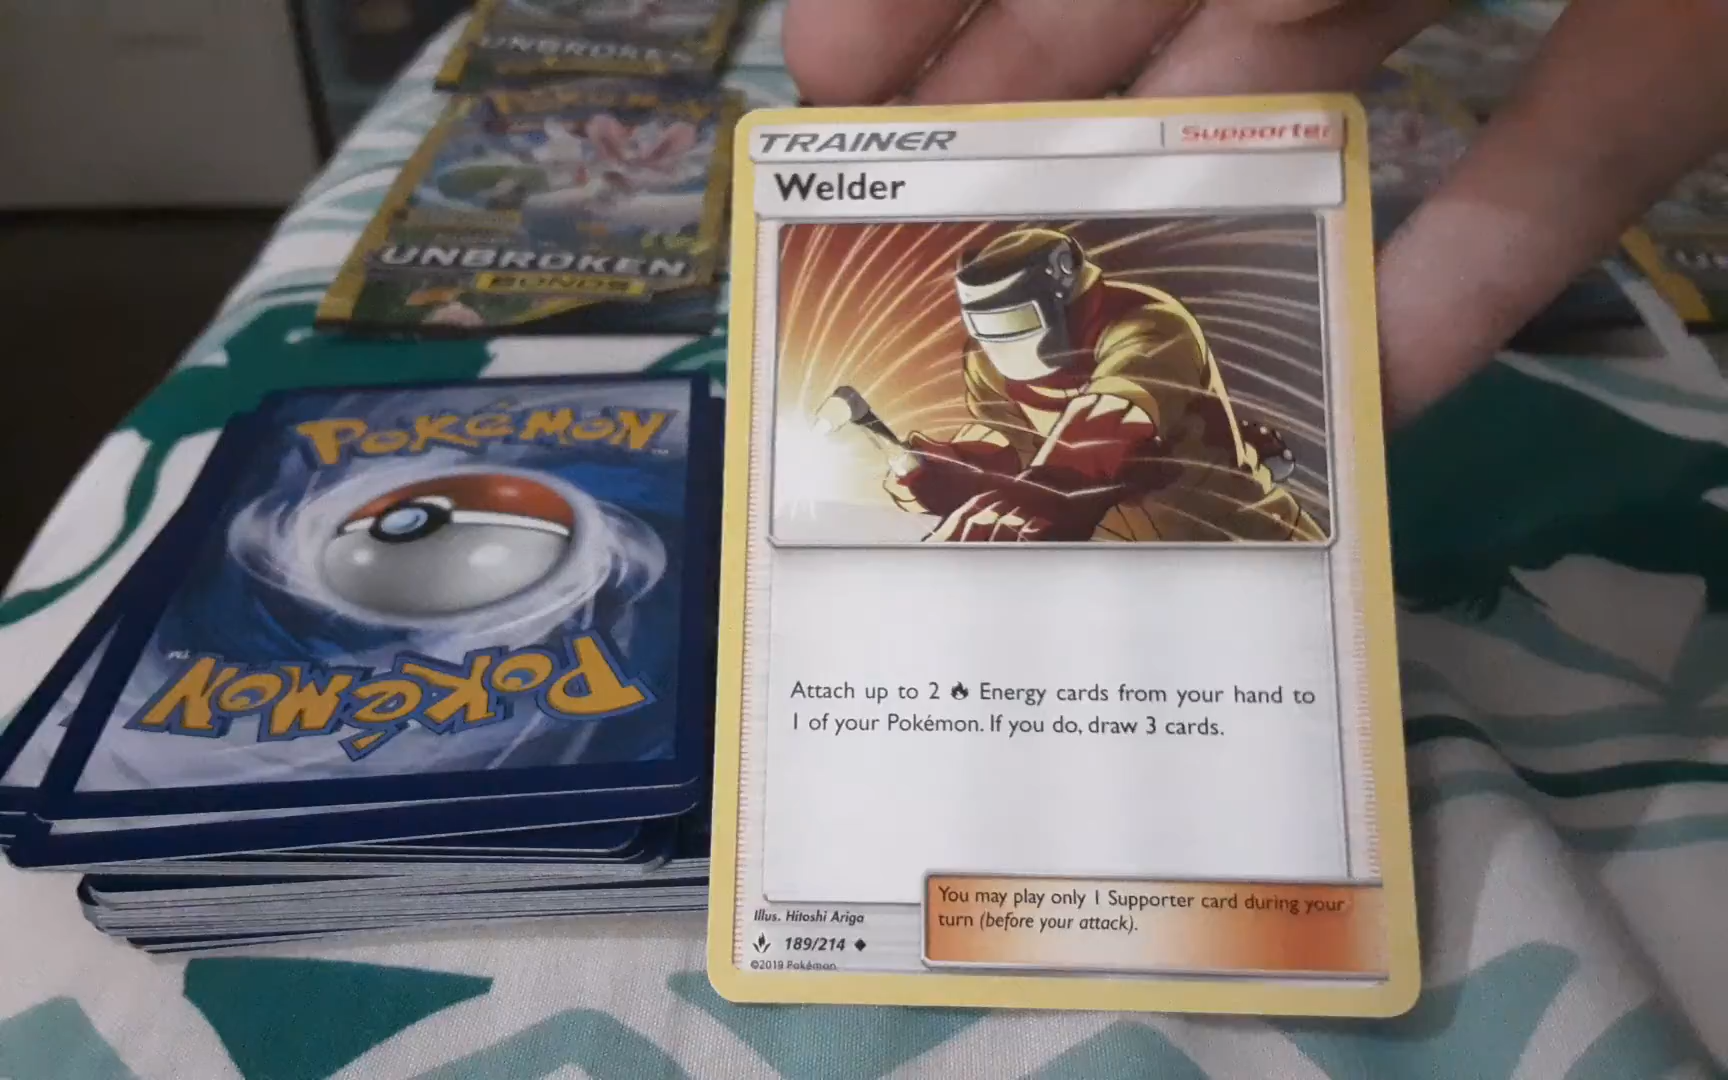 UNBROKEN
POKÉMON
UNBROKEN
BONDS
POKÉMON
POKÉMON
TRAINER
Supporter
Welder
Attach up to 2 Energy cards from your hand to
1 of your Pokémon. If you do, draw 3 cards.
You may play only 1 Supporter card during your
turn (before your attack).
Illus. Hitoshi Ariga
189/214
©2019 Pokémon